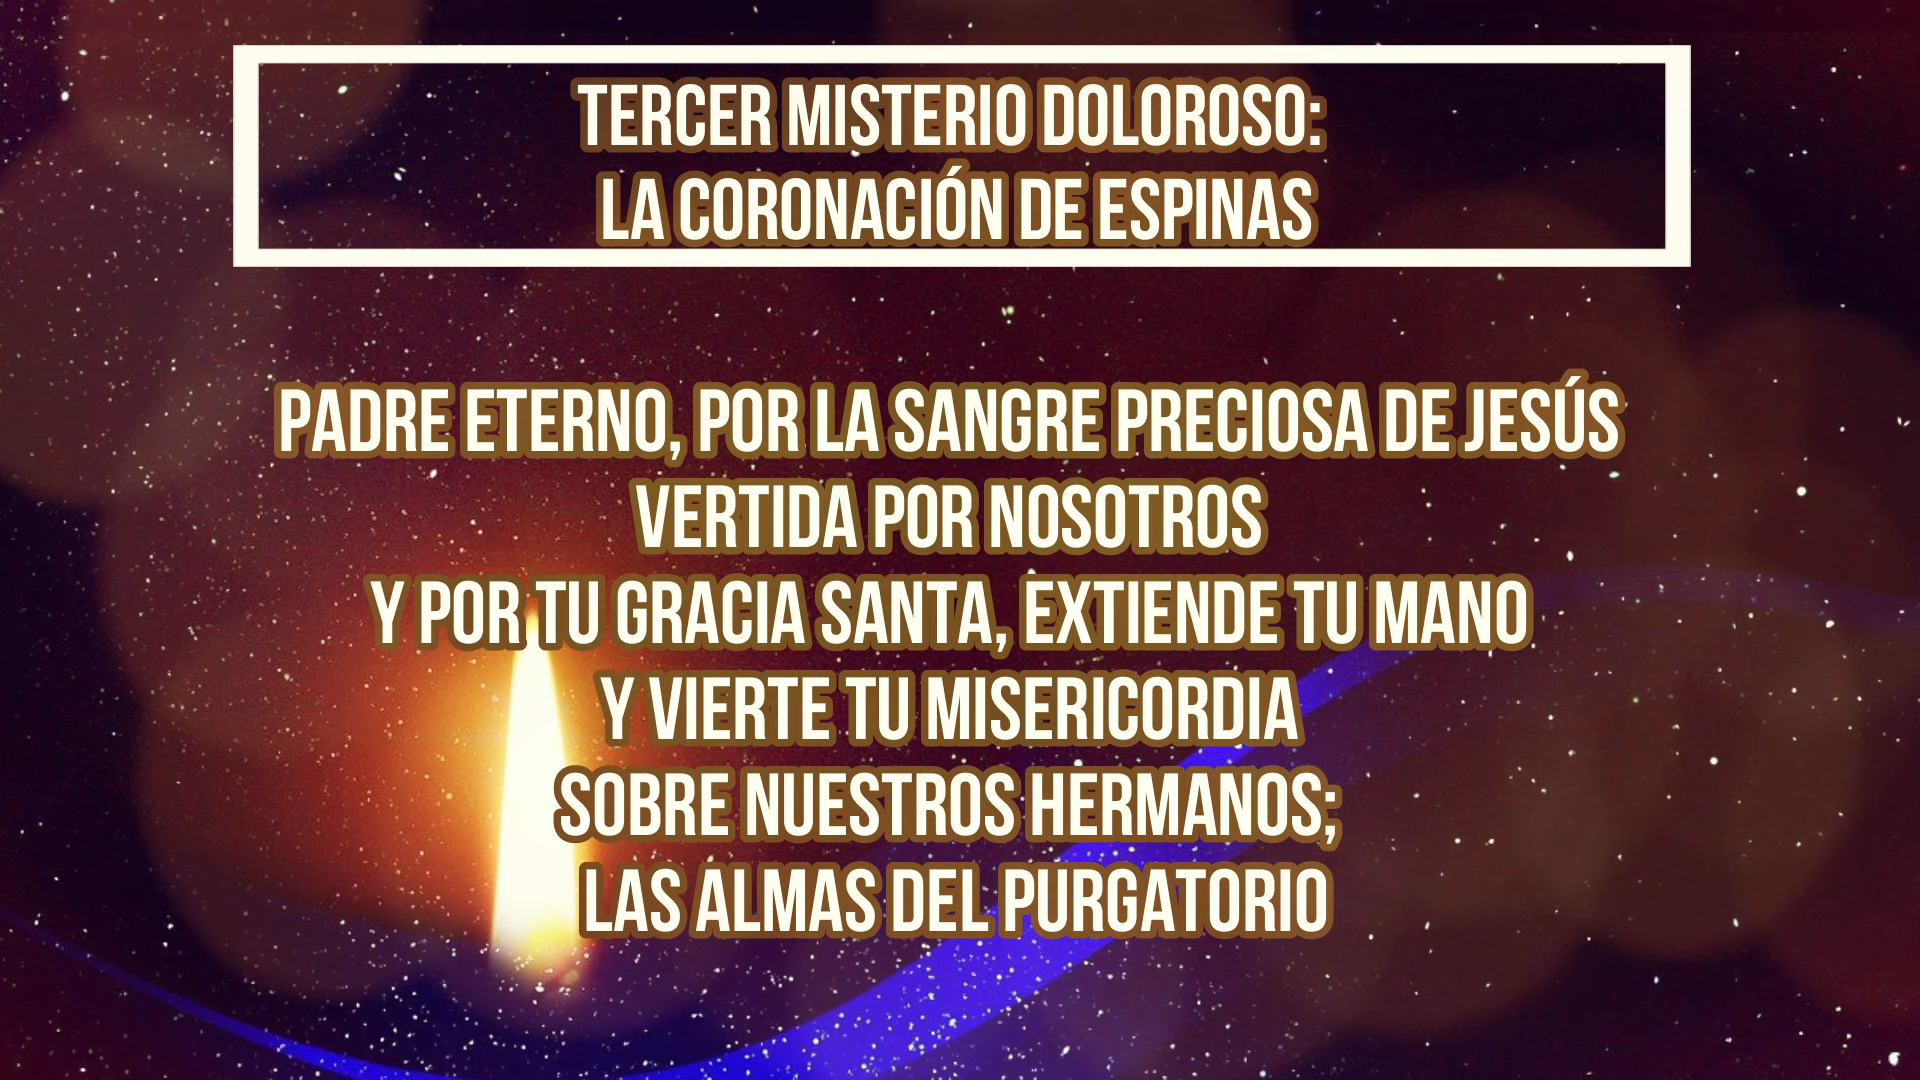 TERCER MISTERIO DOLOROSO:
LA CORONACIÓN DE ESPINAS
PADRE ETERNO, POR LA SANGRE PRECIOSA DE JESÚS
VERTIDA POR NOSOTROS
Y POR TU GRACIA SANTA, EXTIENDE TU MANO
Y VIERTE TU MISERICORDIA
SOBRE NUESTROS HERMANOS;
LAS ALMAS DEL PURGATORIO